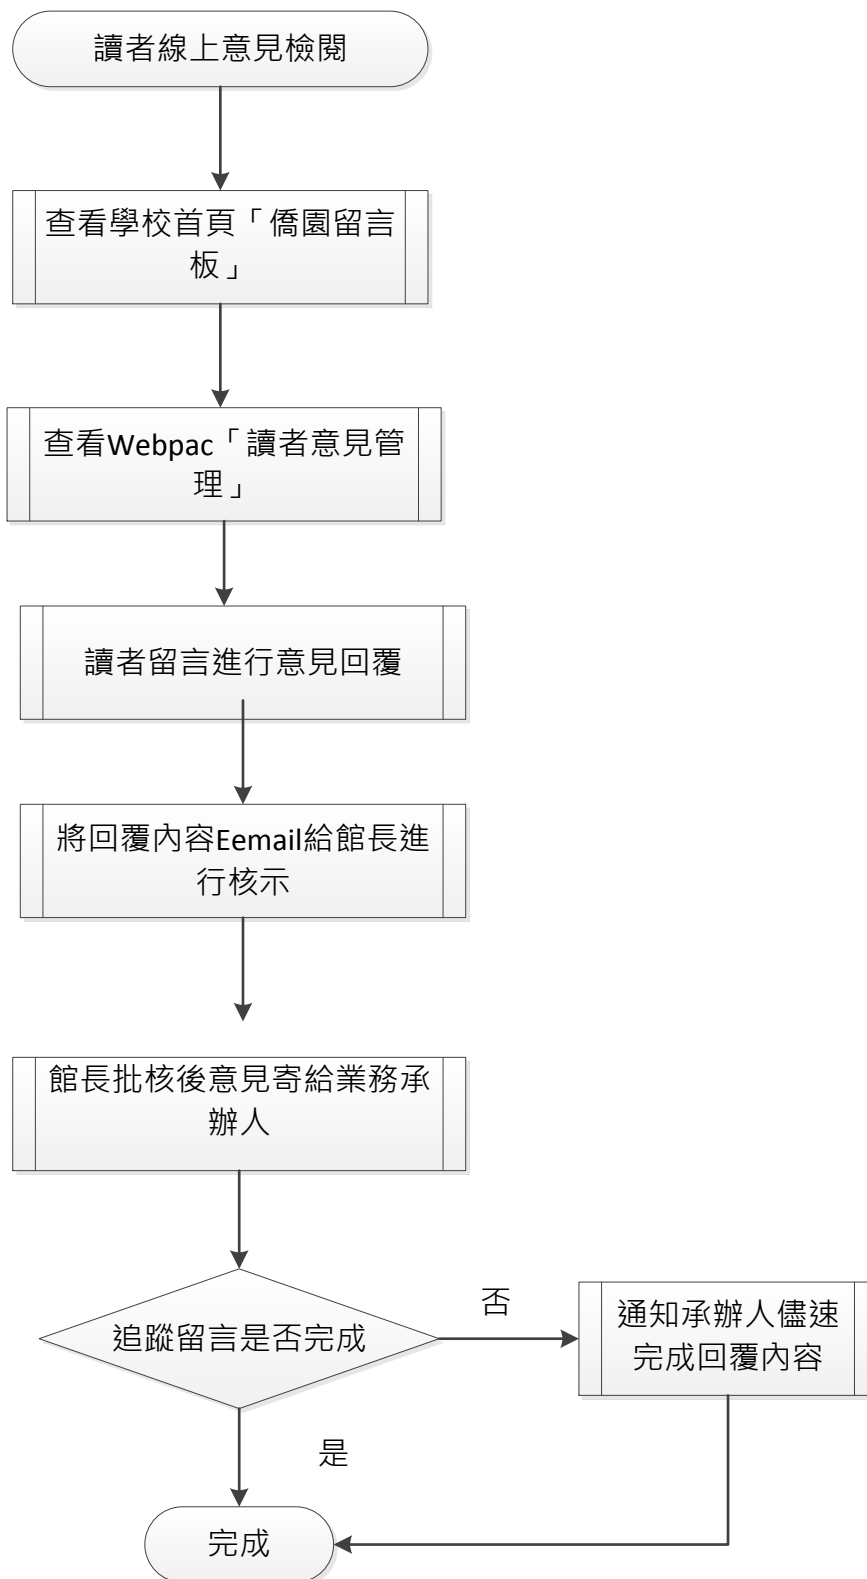 讀者線上意見檢閱
查看學校首頁「僑園留言
板」
查看Webpac「讀者意見管
理」
讀者留言進行意見回覆
將回覆內容Eemail給館長進
行核示
館長批核後意見寄給業務承
辦人
追蹤留言是否完成
否
通知承辦人儘速
完成回覆內容
是
完成